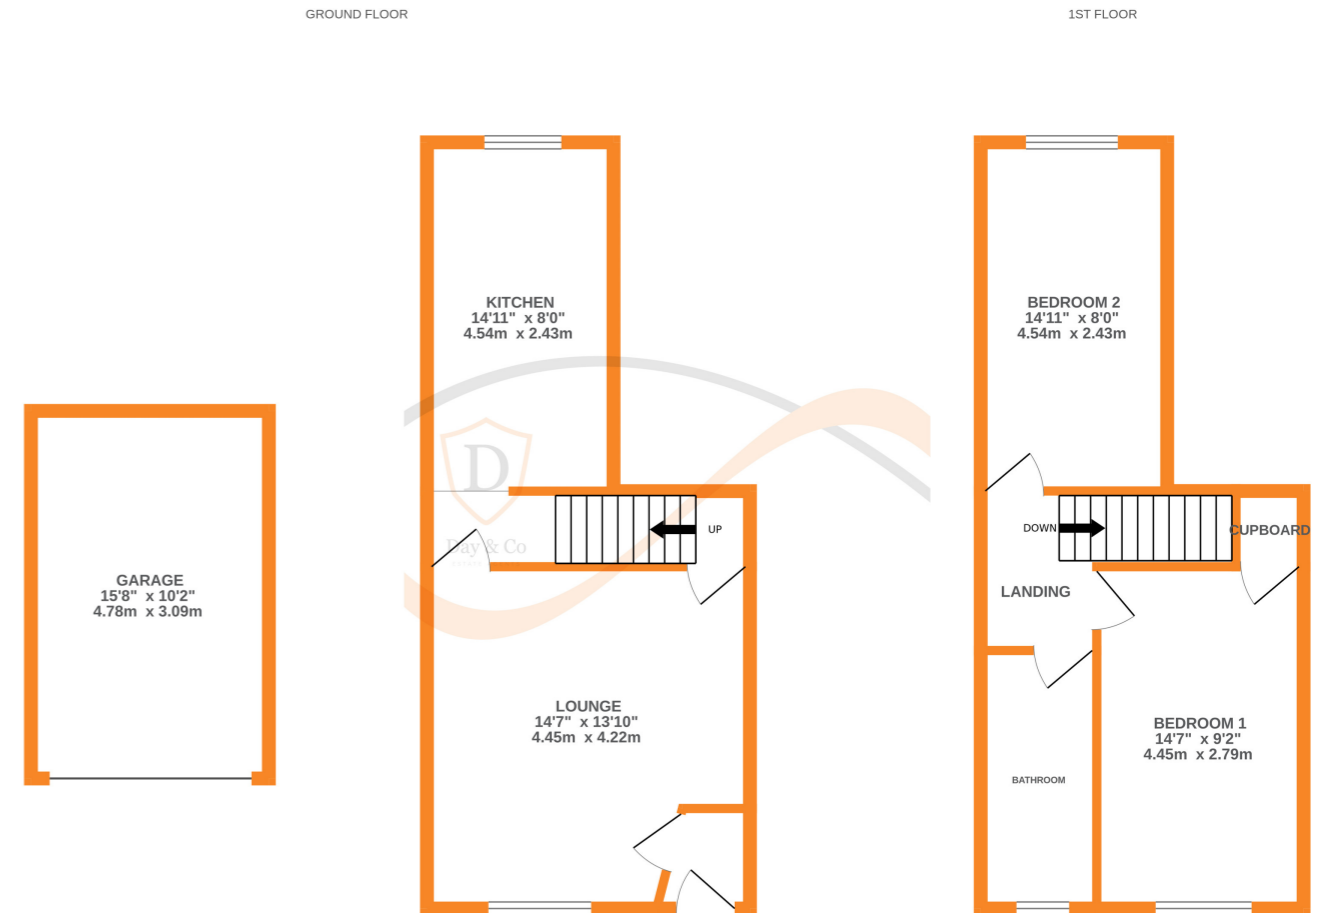 GROUND FLOOR
1ST FLOOR
KITCHEN
14'11" x 8'0"
4.54m x 2.43m
BEDROOM 2
14'11" x 8'0"
4.54m x 2.43m
D
Day & Co
UP
DOWN
CUPBOARD
GARAGE
15'8" x 10'2"
4.78m x 3.09m
LANDING
LOUNGE
14'7" x 13'10"
4.45m x 4.22m
BEDROOM 1
14'7" x 9'2"
4.45m x 2.79m
BATHROOM